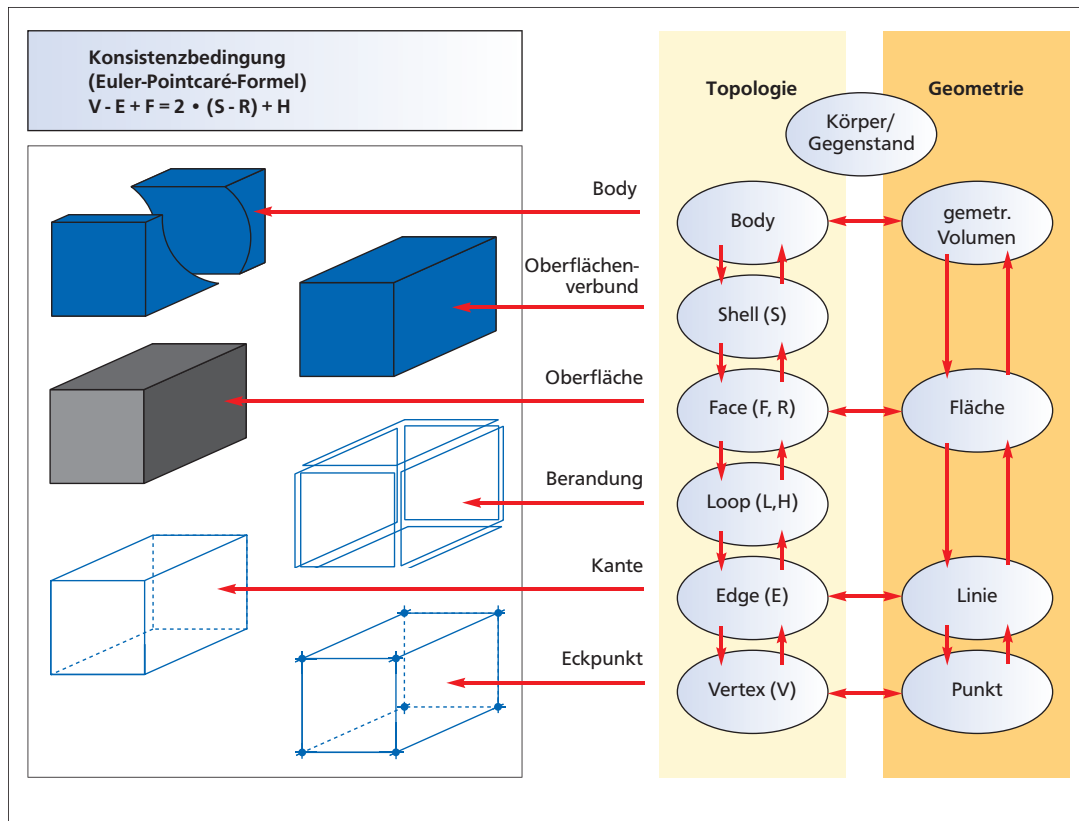 Konsistenzbedingung
(Euler-Pointcaré-Formel)
V - E + F = 2 • (S - R) + H
Topologie
Geometrie
Körper/
Gegenstand
Body
Oberflächen-
verbund
Oberfläche
Berandung
Kante
Eckpunkt
Body
Shell (S)
Face (F, R)
Loop (L,H)
Edge (E)
Vertex (V)
gemetr.
Volumen
Fläche
Linie
Punkt